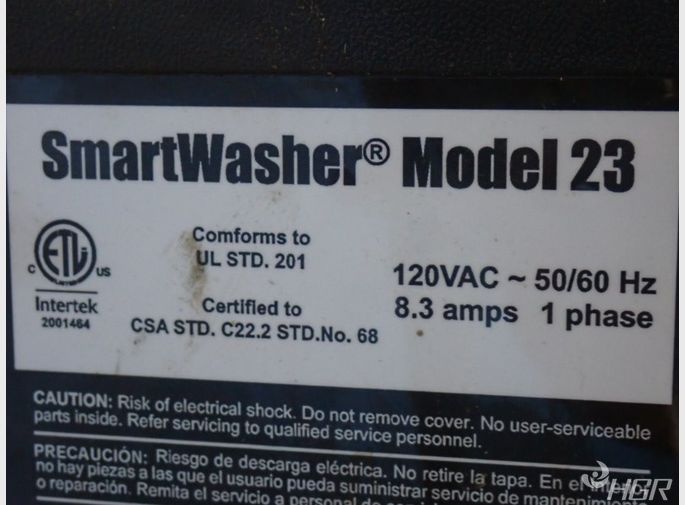 SmartWasher® Model 23
ETL
C US
Intertek
2001464
Comforms to
UL STD. 201
Certified to
CSA STD. C22.2 STD.No. 68
120VAC ~ 50/60 Hz
8.3 amps 1 phase
CAUTION: Risk of electrical shock. Do not remove cover. No user-serviceable
parts inside. Refer servicing to qualified service personnel.
PRECAUCIÓN: Riesgo de descarga eléctrica. No retire la tapa. En el interior
no hay piezas a las que el usuario pueda suministrar servicio de mantenimiento
o reparación. Remita el servicio a personal de
HGR